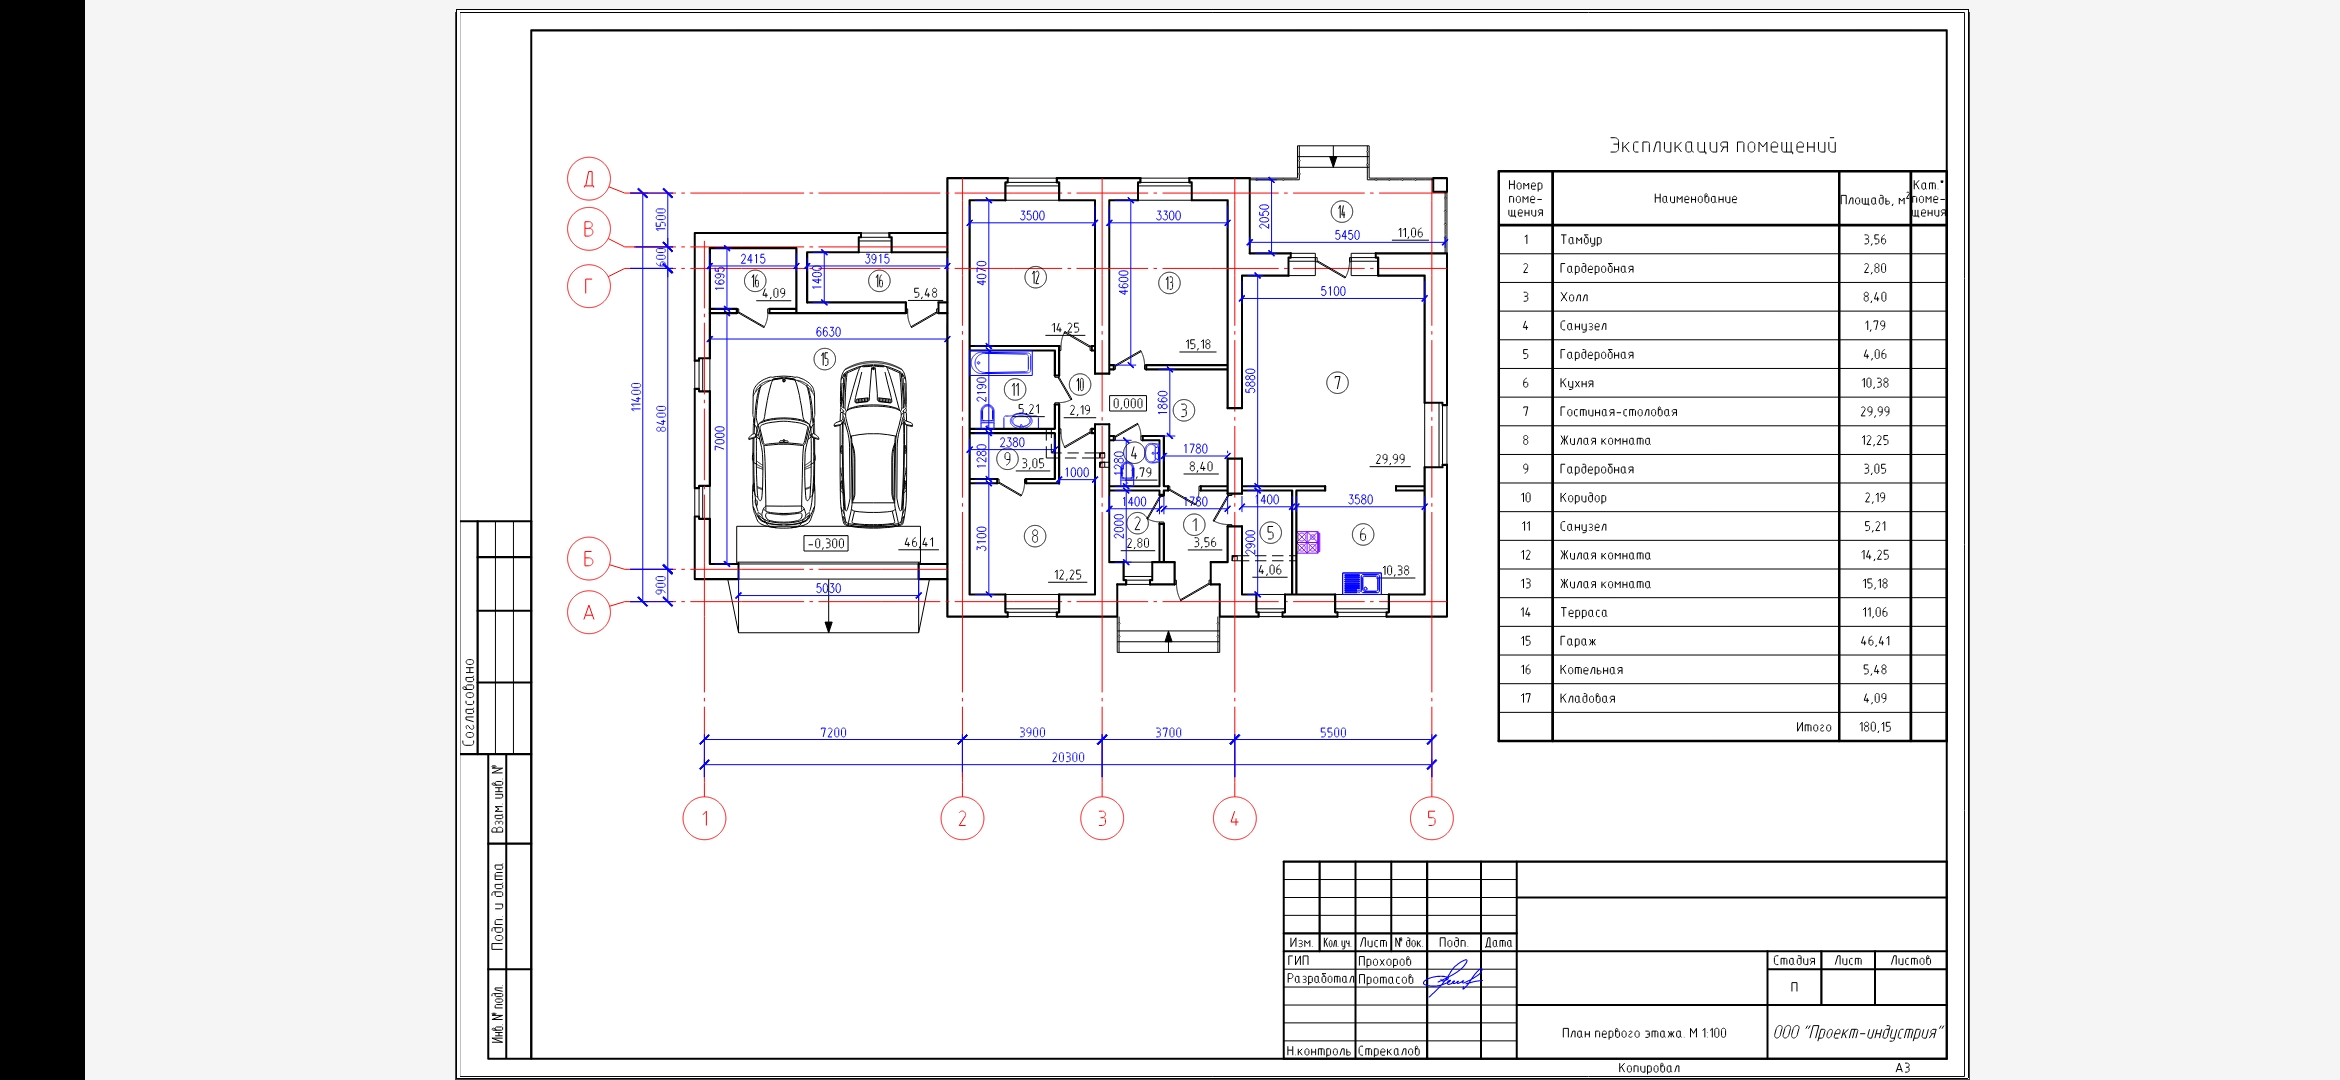 Экспликация помещений
Номер поме-щения Наименование Площадь, м² Кат.* поме-щения
1 Тамбур 3,56
2 Гардеробная 2,80
3 Холл 8,40
4 Санузел 1,79
5 Гардеробная 4,06
6 Кухня 10,38
7 Гостиная-столовая 29,99
8 Жилая комната 12,25
9 Гардеробная 3,05
10 Коридор 2,19
11 Санузел 5,21
12 Жилая комната 14,25
13 Жилая комната 15,18
14 Терраса 11,06
15 Гараж 46,41
16 Котельная 5,48
17 Кладовая 4,09
Итого 180,15
Д
В
Г
Б
А
1500
600
11400
8400
900
2415
3915
1695
1400
16
4,09
16
5,48
6630
15
7000
-0,300
46,41
5030
3500
4070
12
14,25
3300
4600
13
15,18
2050
14
5450
11,06
5100
5880
7
29,99
2190
11
5,21
10
2,19
0,000
1860
3
2380
1280
9
3,05
1000
1280
4
,79
1780
8,40
1400
1780
1400
3580
3100
8
12,25
2000
2
2,80
1
3,56
2900
5
4,06
6
10,38
7200
3900
3700
5500
20300
1
2
3
4
5
Согласовано
Взам. инв. №
Подп. и дата
Инв. № подл.
Изм. Кол. уч. Лист № док. Подп. Дата
ГИП Прохоров
Разработал Протасов
Н.контроль Стрекалов
Стадия Лист Листов
П
План первого этажа. М 1:100
ООО "Проект-индустрия"
Копировал
А3